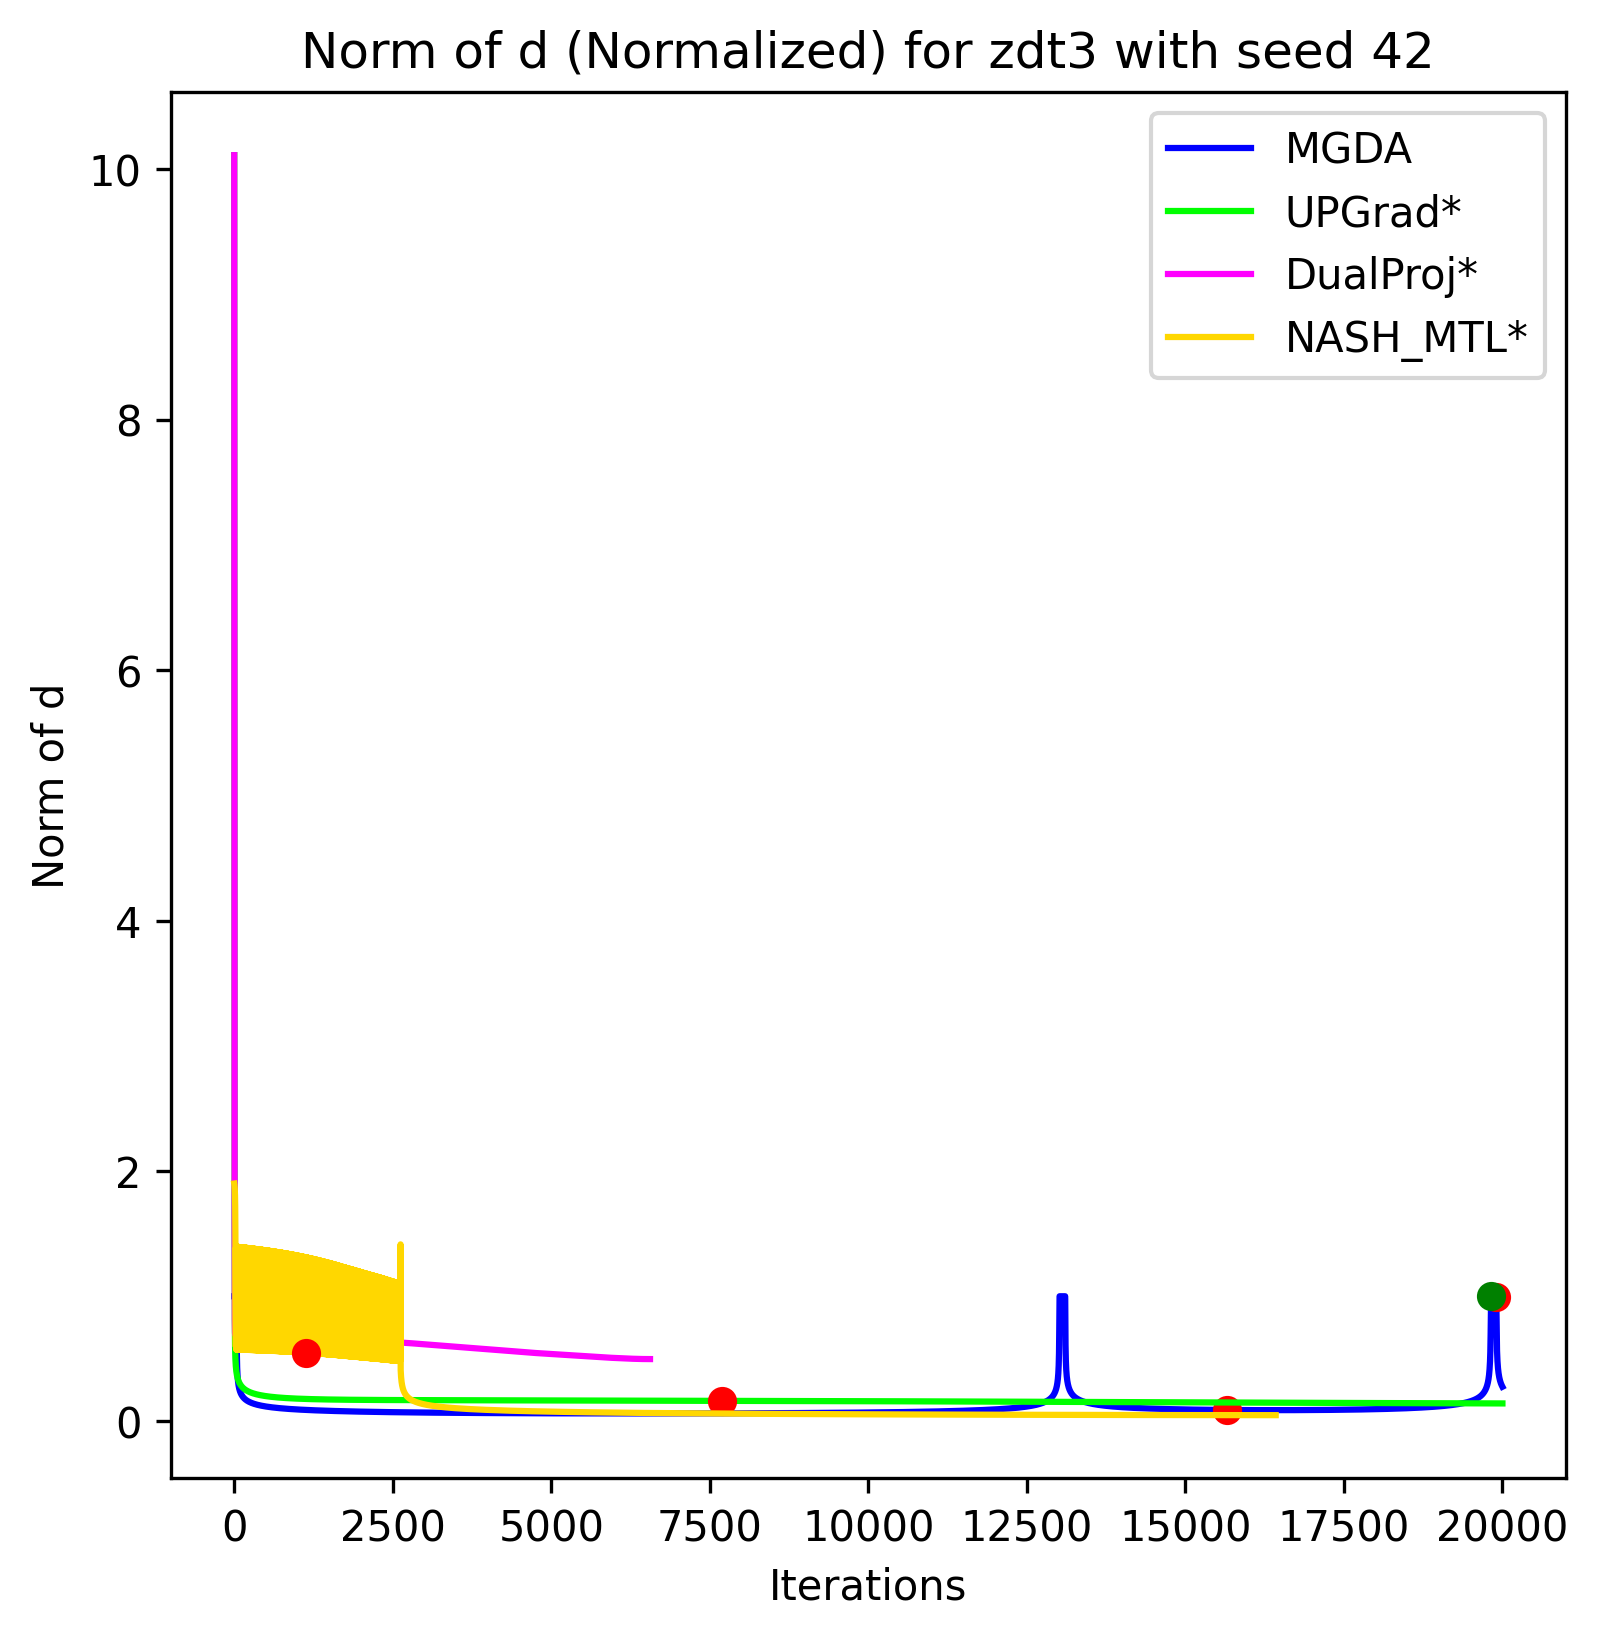 Norm of d (Normalized) for zdt3 with seed 42
MGDA
UPGrad*
DualProj*
NASH_MTL*
Norm of d
10
8
6
4
2
0
0 2500 5000 7500 10000 12500 15000 17500 20000
Iterations